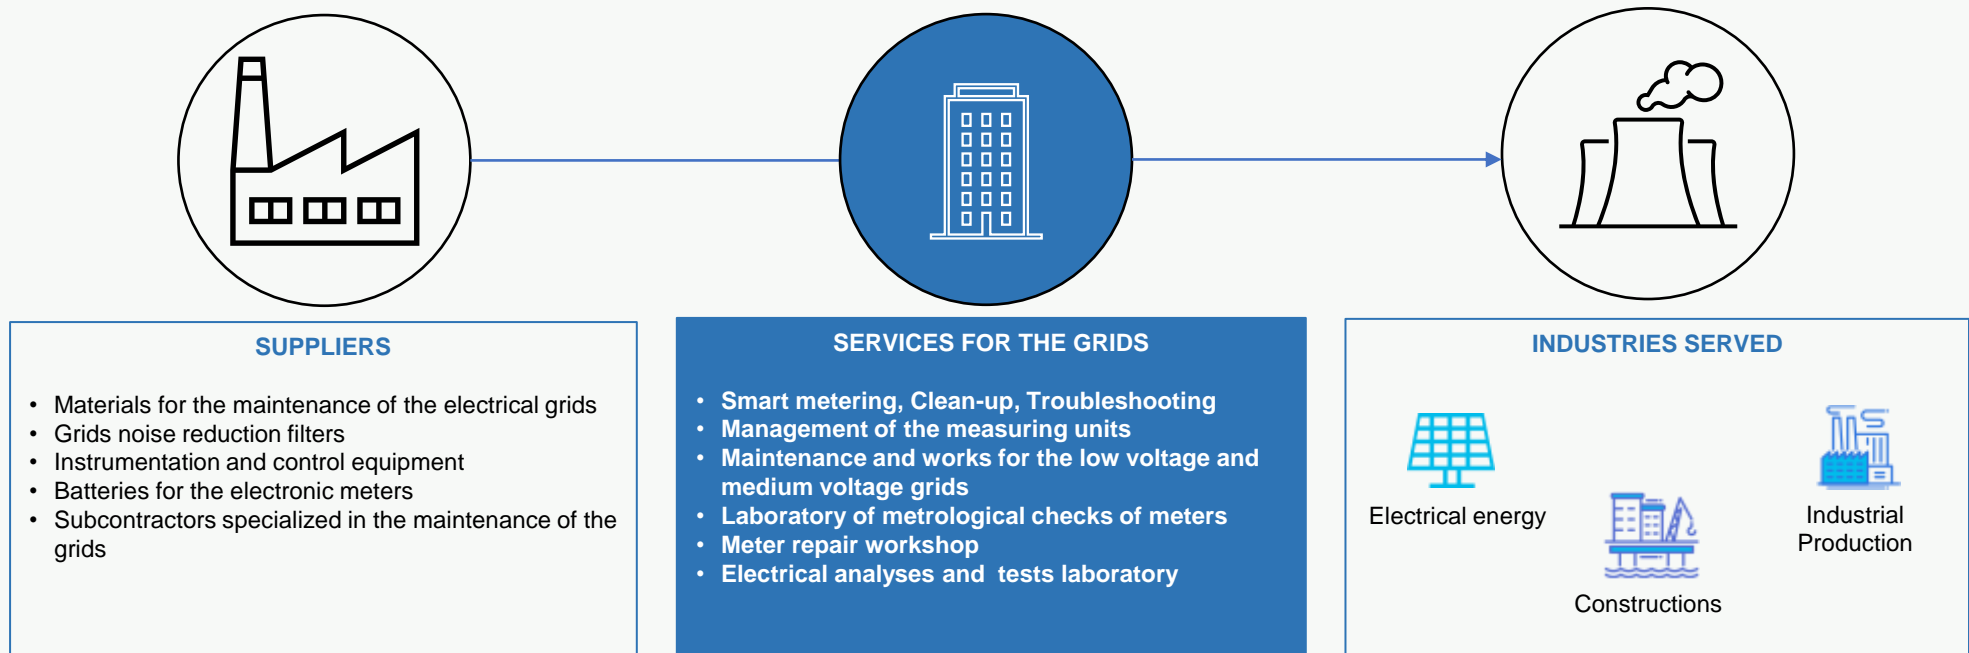 SUPPLIERS
• Materials for the maintenance of the electrical grids
• Grids noise reduction filters
• Instrumentation and control equipment
• Batteries for the electronic meters
• Subcontractors specialized in the maintenance of the
grids
SERVICES FOR THE GRIDS
• Smart metering, Clean-up, Troubleshooting
• Management of the measuring units
• Maintenance and works for the low voltage and
medium voltage grids
• Laboratory of metrological checks of meters
• Meter repair workshop
• Electrical analyses and  tests laboratory
INDUSTRIES SERVED
Electrical energy
Constructions
Industrial
Production